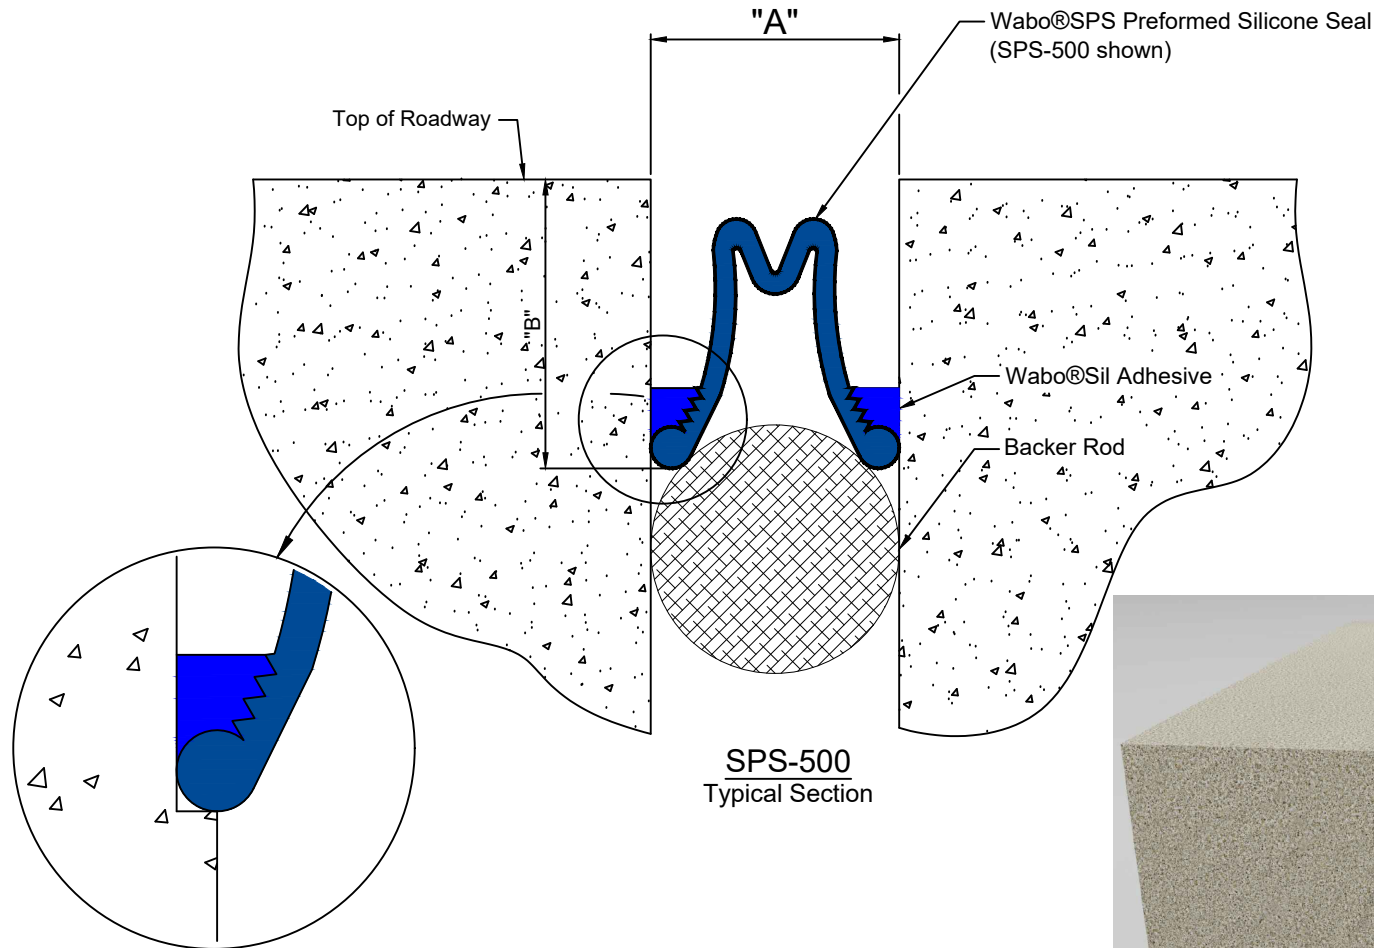 "A"
Wabo®SPS Preformed Silicone Seal
(SPS-500 shown)
Top of Roadway
"B"
Wabo®Sil Adhesive
Backer Rod
SPS-500
Typical Section